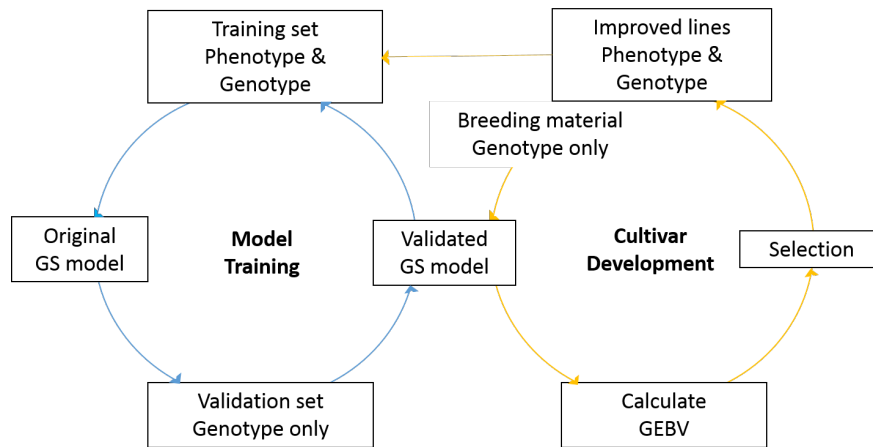 Training set
Phenotype &
Genotype
Improved lines
Phenotype &
Genotype
Breeding material
Genotype only
Original
GS model
Model
Training
Validated
GS model
Cultivar
Development
Selection
Validation set
Genotype only
Calculate
GEBV